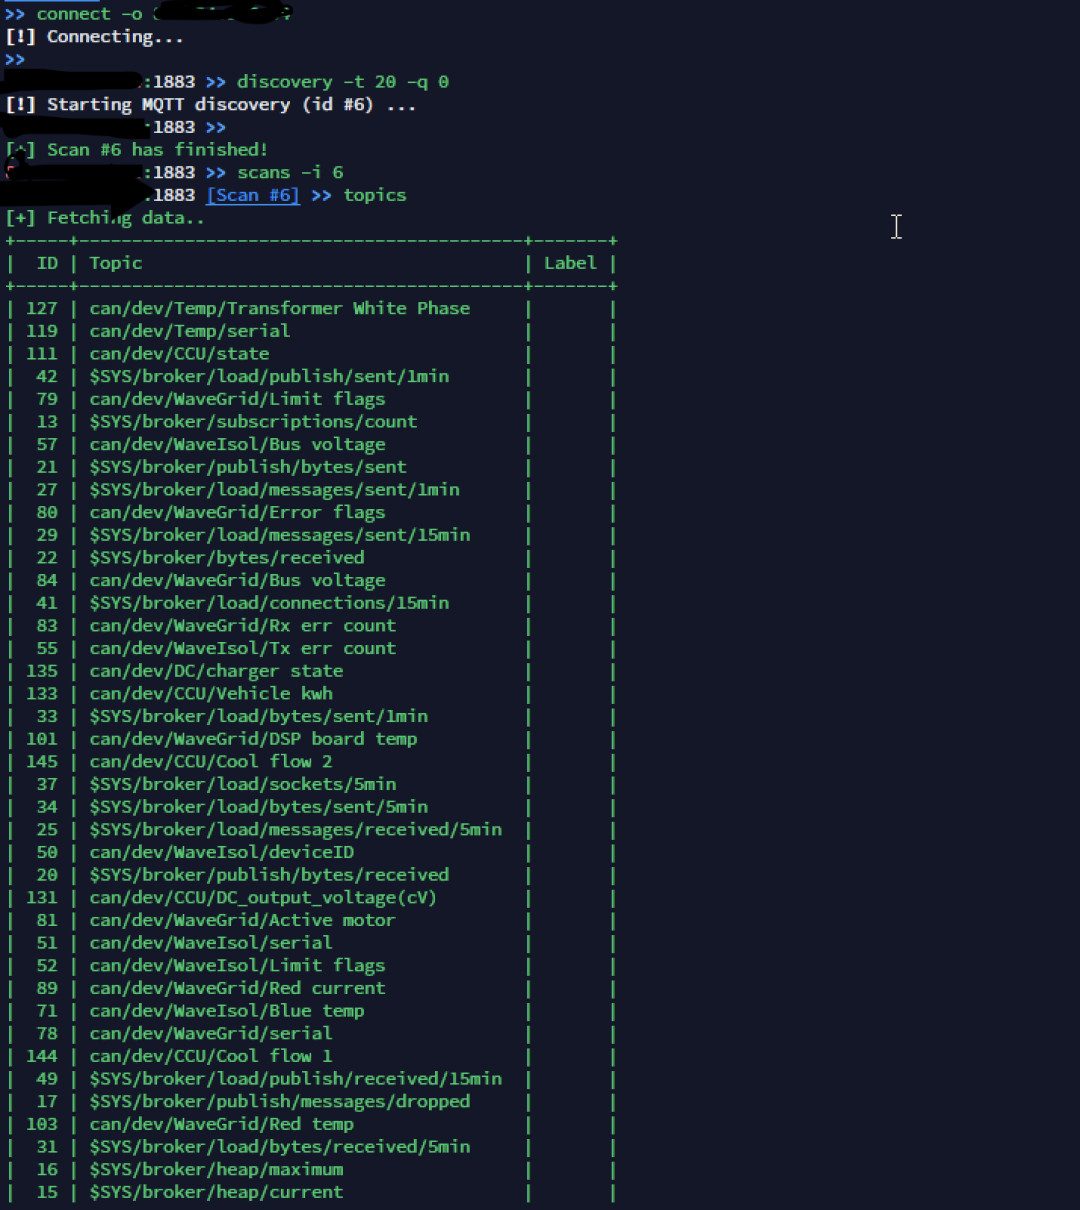 >> connect -o
[!] Connecting...
>>
:1883 >> discovery -t 20 -q 0
[!] Starting MQTT discovery (id #6) ...
:1883 >>
[+] Scan #6 has finished!
:1883 >> scans -i 6
1883 [Scan #6] >> topics
[+] Fetching data..
+-----+------------------------------------------+-------+
| ID | Topic | Label |
+-----+------------------------------------------+-------+
| 127 | can/dev/Temp/Transformer White Phase | |
| 119 | can/dev/Temp/serial | |
| 111 | can/dev/CCU/state | |
| 42 | $SYS/broker/load/publish/sent/1min | |
| 79 | can/dev/WaveGrid/Limit flags | |
| 13 | $SYS/broker/subscriptions/count | |
| 57 | can/dev/WaveIsol/Bus voltage | |
| 21 | $SYS/broker/publish/bytes/sent | |
| 27 | $SYS/broker/load/messages/sent/1min | |
| 80 | can/dev/WaveGrid/Error flags | |
| 29 | $SYS/broker/load/messages/sent/15min | |
| 22 | $SYS/broker/bytes/received | |
| 84 | can/dev/WaveGrid/Bus voltage | |
| 41 | $SYS/broker/load/connections/15min | |
| 83 | can/dev/WaveGrid/Rx err count | |
| 55 | can/dev/WaveIsol/Tx err count | |
| 135 | can/dev/DC/charger state | |
| 133 | can/dev/CCU/Vehicle kwh | |
| 33 | $SYS/broker/load/bytes/sent/1min | |
| 101 | can/dev/WaveGrid/DSP board temp | |
| 145 | can/dev/CCU/Cool flow 2 | |
| 37 | $SYS/broker/load/sockets/5min | |
| 34 | $SYS/broker/load/bytes/sent/5min | |
| 25 | $SYS/broker/load/messages/received/5min | |
| 50 | can/dev/WaveIsol/deviceID | |
| 20 | $SYS/broker/publish/bytes/received | |
| 131 | can/dev/CCU/DC_output_voltage(cV) | |
| 81 | can/dev/WaveGrid/Active motor | |
| 51 | can/dev/WaveIsol/serial | |
| 52 | can/dev/WaveIsol/Limit flags | |
| 89 | can/dev/WaveGrid/Red current | |
| 71 | can/dev/WaveIsol/Blue temp | |
| 78 | can/dev/WaveGrid/serial | |
| 144 | can/dev/CCU/Cool flow 1 | |
| 49 | $SYS/broker/load/publish/received/15min | |
| 17 | $SYS/broker/publish/messages/dropped | |
| 103 | can/dev/WaveGrid/Red temp | |
| 31 | $SYS/broker/load/bytes/received/5min | |
| 16 | $SYS/broker/heap/maximum | |
| 15 | $SYS/broker/heap/current | |